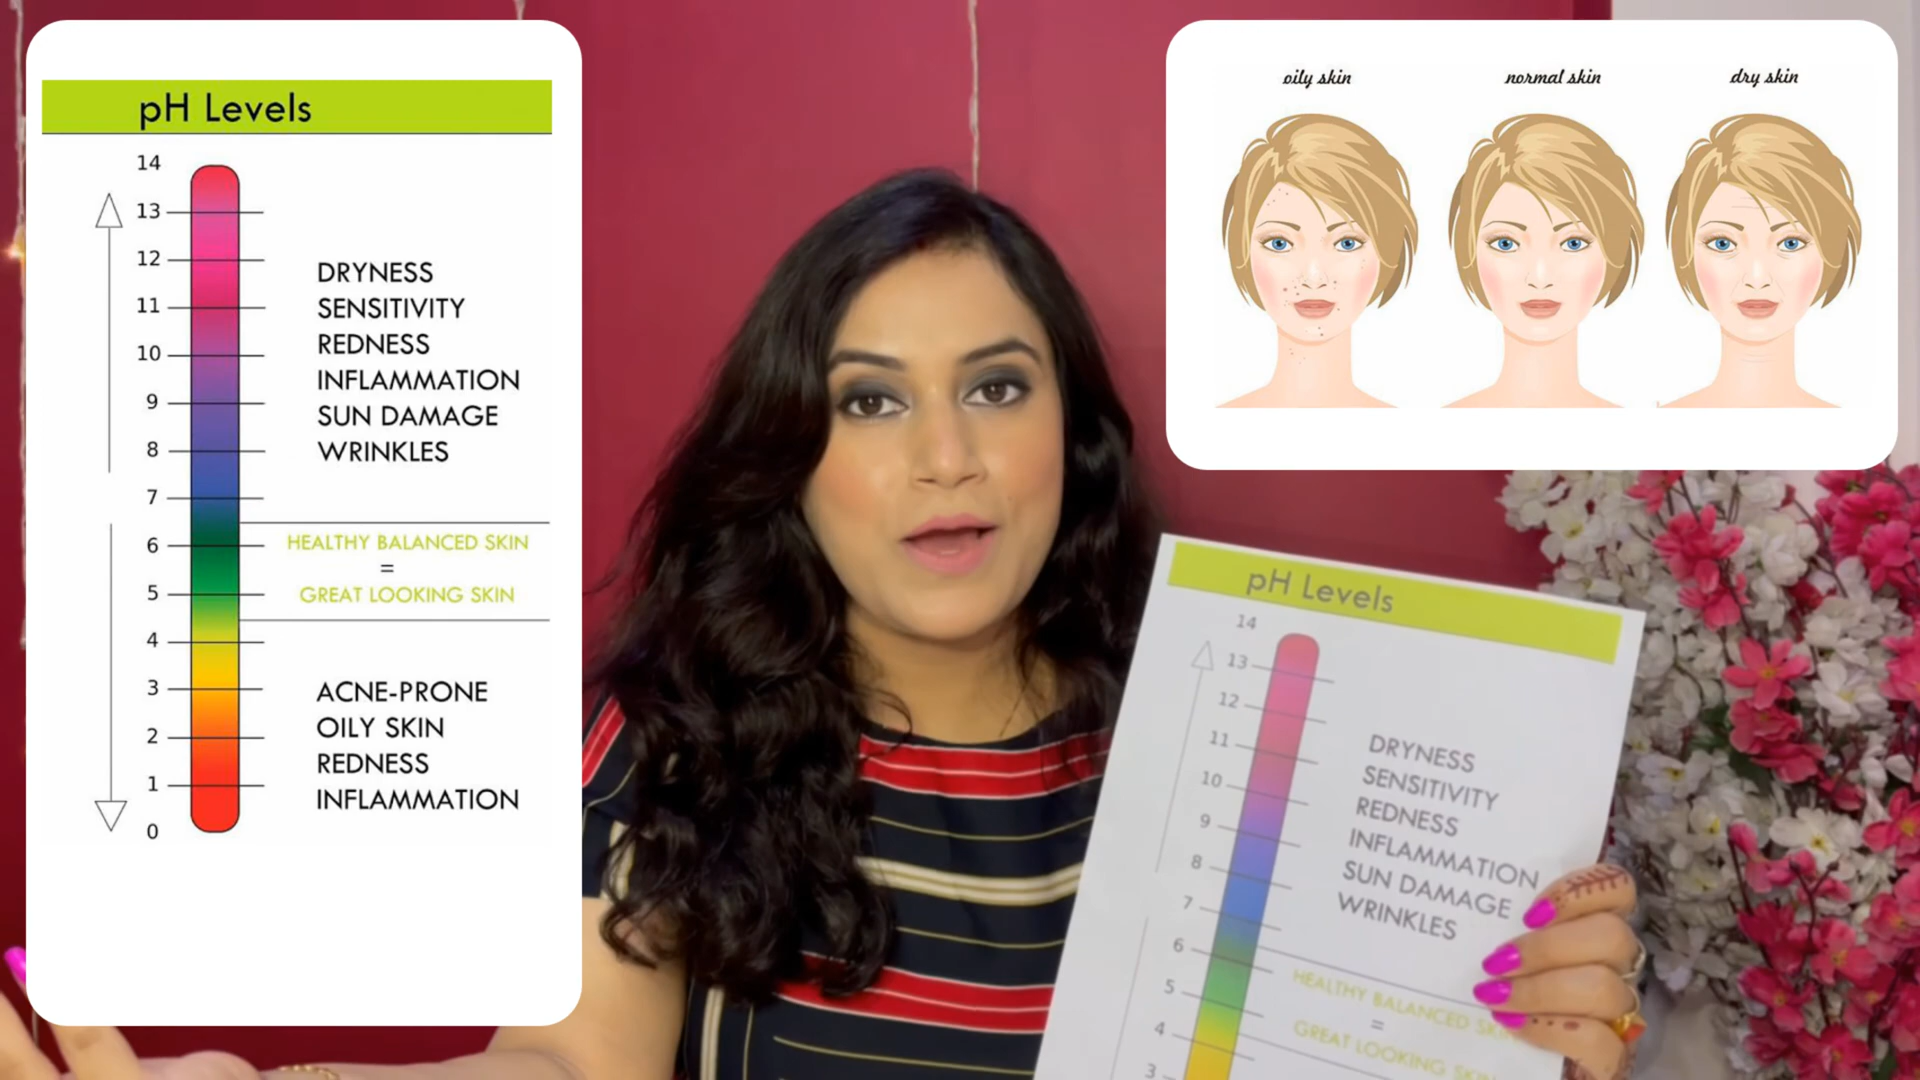 pH Levels
14
13
12
11
10
9
8
7
6
5
4
3
2
1
0
DRYNESS
SENSITIVITY
REDNESS
INFLAMMATION
SUN DAMAGE
WRINKLES
HEALTHY BALANCED SKIN
=
GREAT LOOKING SKIN
ACNE-PRONE
OILY SKIN
REDNESS
INFLAMMATION
oily skin
normal skin
dry skin
pH Levels
14
13
12
11
10
9
8
7
6
5
4
3
DRYNESS
SENSITIVITY
REDNESS
INFLAMMATION
SUN DAMAGE
WRINKLES
HEALTHY BALANCED
=
GREAT LOOKING